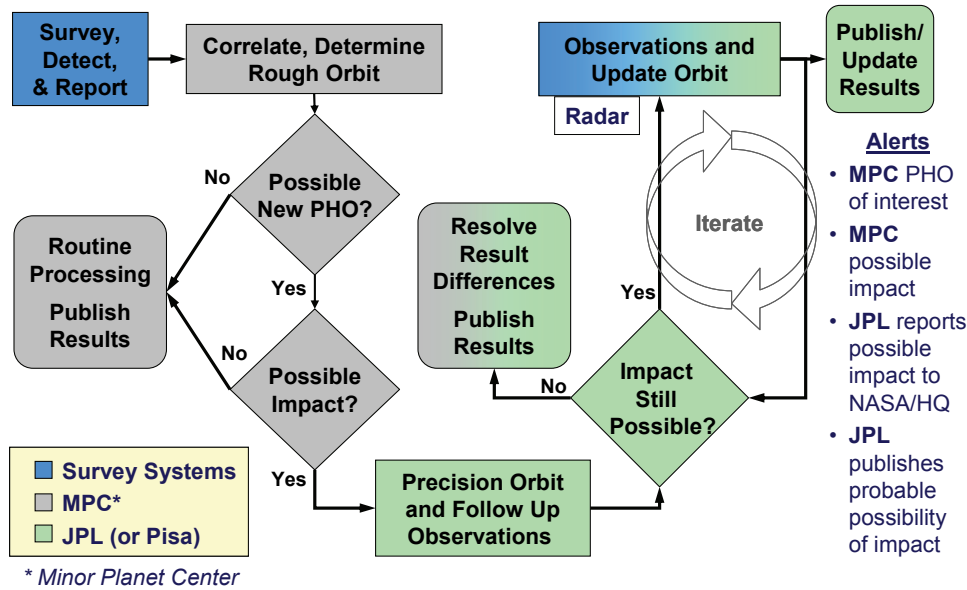 Survey,
Detect,
& Report
Correlate, Determine
Rough Orbit
Possible
New PHO?
No
Yes
Routine
Processing
Publish
Results
Possible
Impact?
No
Yes
Precision Orbit
and Follow Up
Observations
Impact
Still
Possible?
No
Yes
Resolve
Result
Differences
Publish
Results
Observations and
Update Orbit
Radar
Iterate
Publish/
Update
Results
Alerts
• MPC PHO
of interest
• MPC
possible
impact
• JPL reports
possible
impact to
NASA/HQ
• JPL
publishes
probable
possibility
of impact
Survey Systems
MPC*
JPL (or Pisa)
* Minor Planet Center